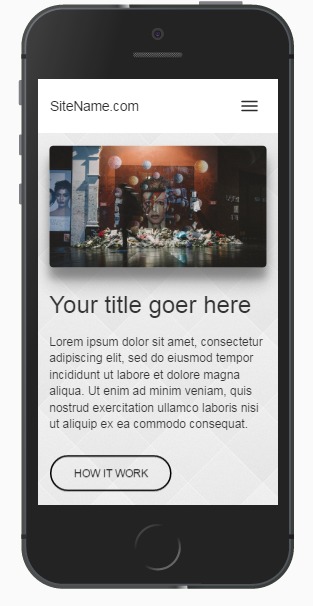 SiteName.com
Your title goer here
Lorem ipsum dolor sit amet, consectetur
adipiscing elit, sed do eiusmod tempor
incididunt ut labore et dolore magna
aliqua. Ut enim ad minim veniam, quis
nostrud exercitation ullamco laboris nisi
ut aliquip ex ea commodo consequat.
HOW IT WORK